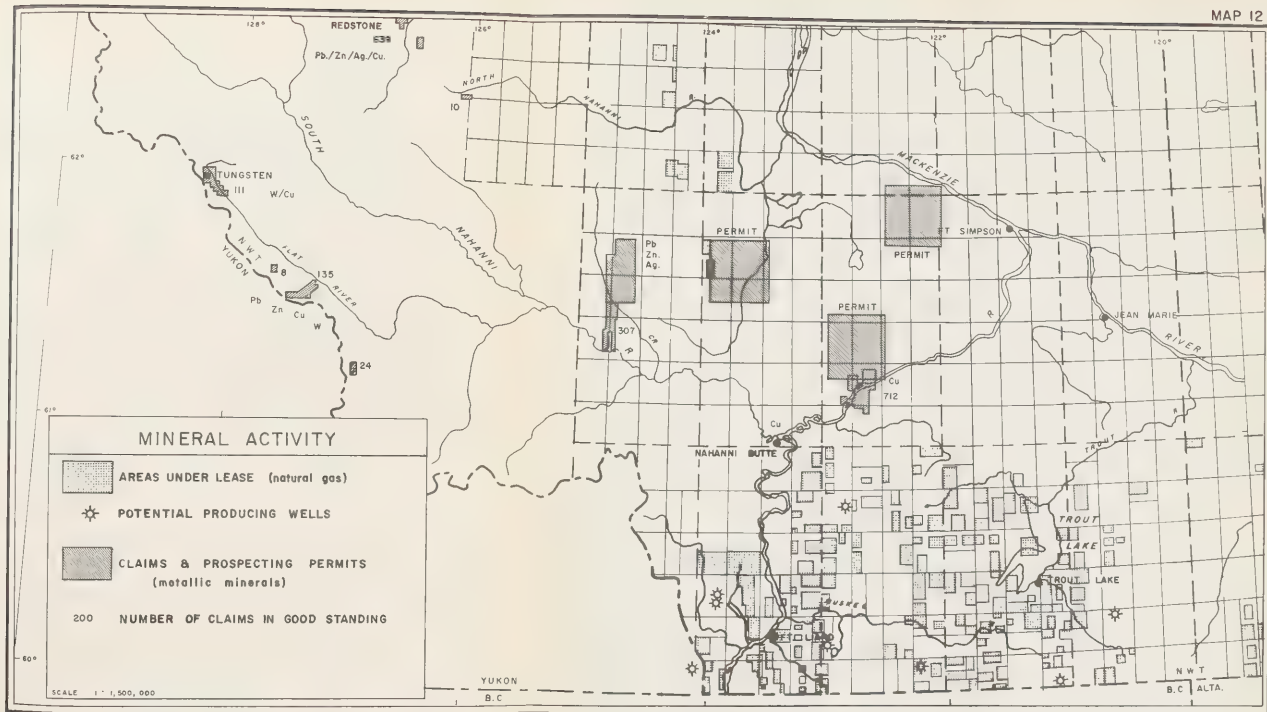 MAP 12
128°
126°
124°
122°
120°
REDSTONE
639
Pb./Zn/Ag./Cu.
10
NORTH
NAHANNI
R.
SOUTH
NAHANNI
R
62°
TUNGSTEN
111
W/Cu
MACKENZIE
RIVER
FT SIMPSON
PERMIT
PERMIT
PERMIT
Pb
Zn.
Ag.
N W T
YUKON
FLAT
RIVER
8
135
Pb
Zn
Cu
W
307
CR
24
R
JEAN MARIE
Cu
712
61°
Cu
NAHANNI BUTTE
TROUT
R
TROUT
LAKE
TROUT LAKE
60°
YUKON
B.C
N W T
B.C
ALTA.
MINERAL ACTIVITY
AREAS UNDER LEASE (natural gas)
POTENTIAL PRODUCING WELLS
CLAIMS & PROSPECTING PERMITS
(metallic minerals)
200 NUMBER OF CLAIMS IN GOOD STANDING
SCALE 1 : 1,500,000